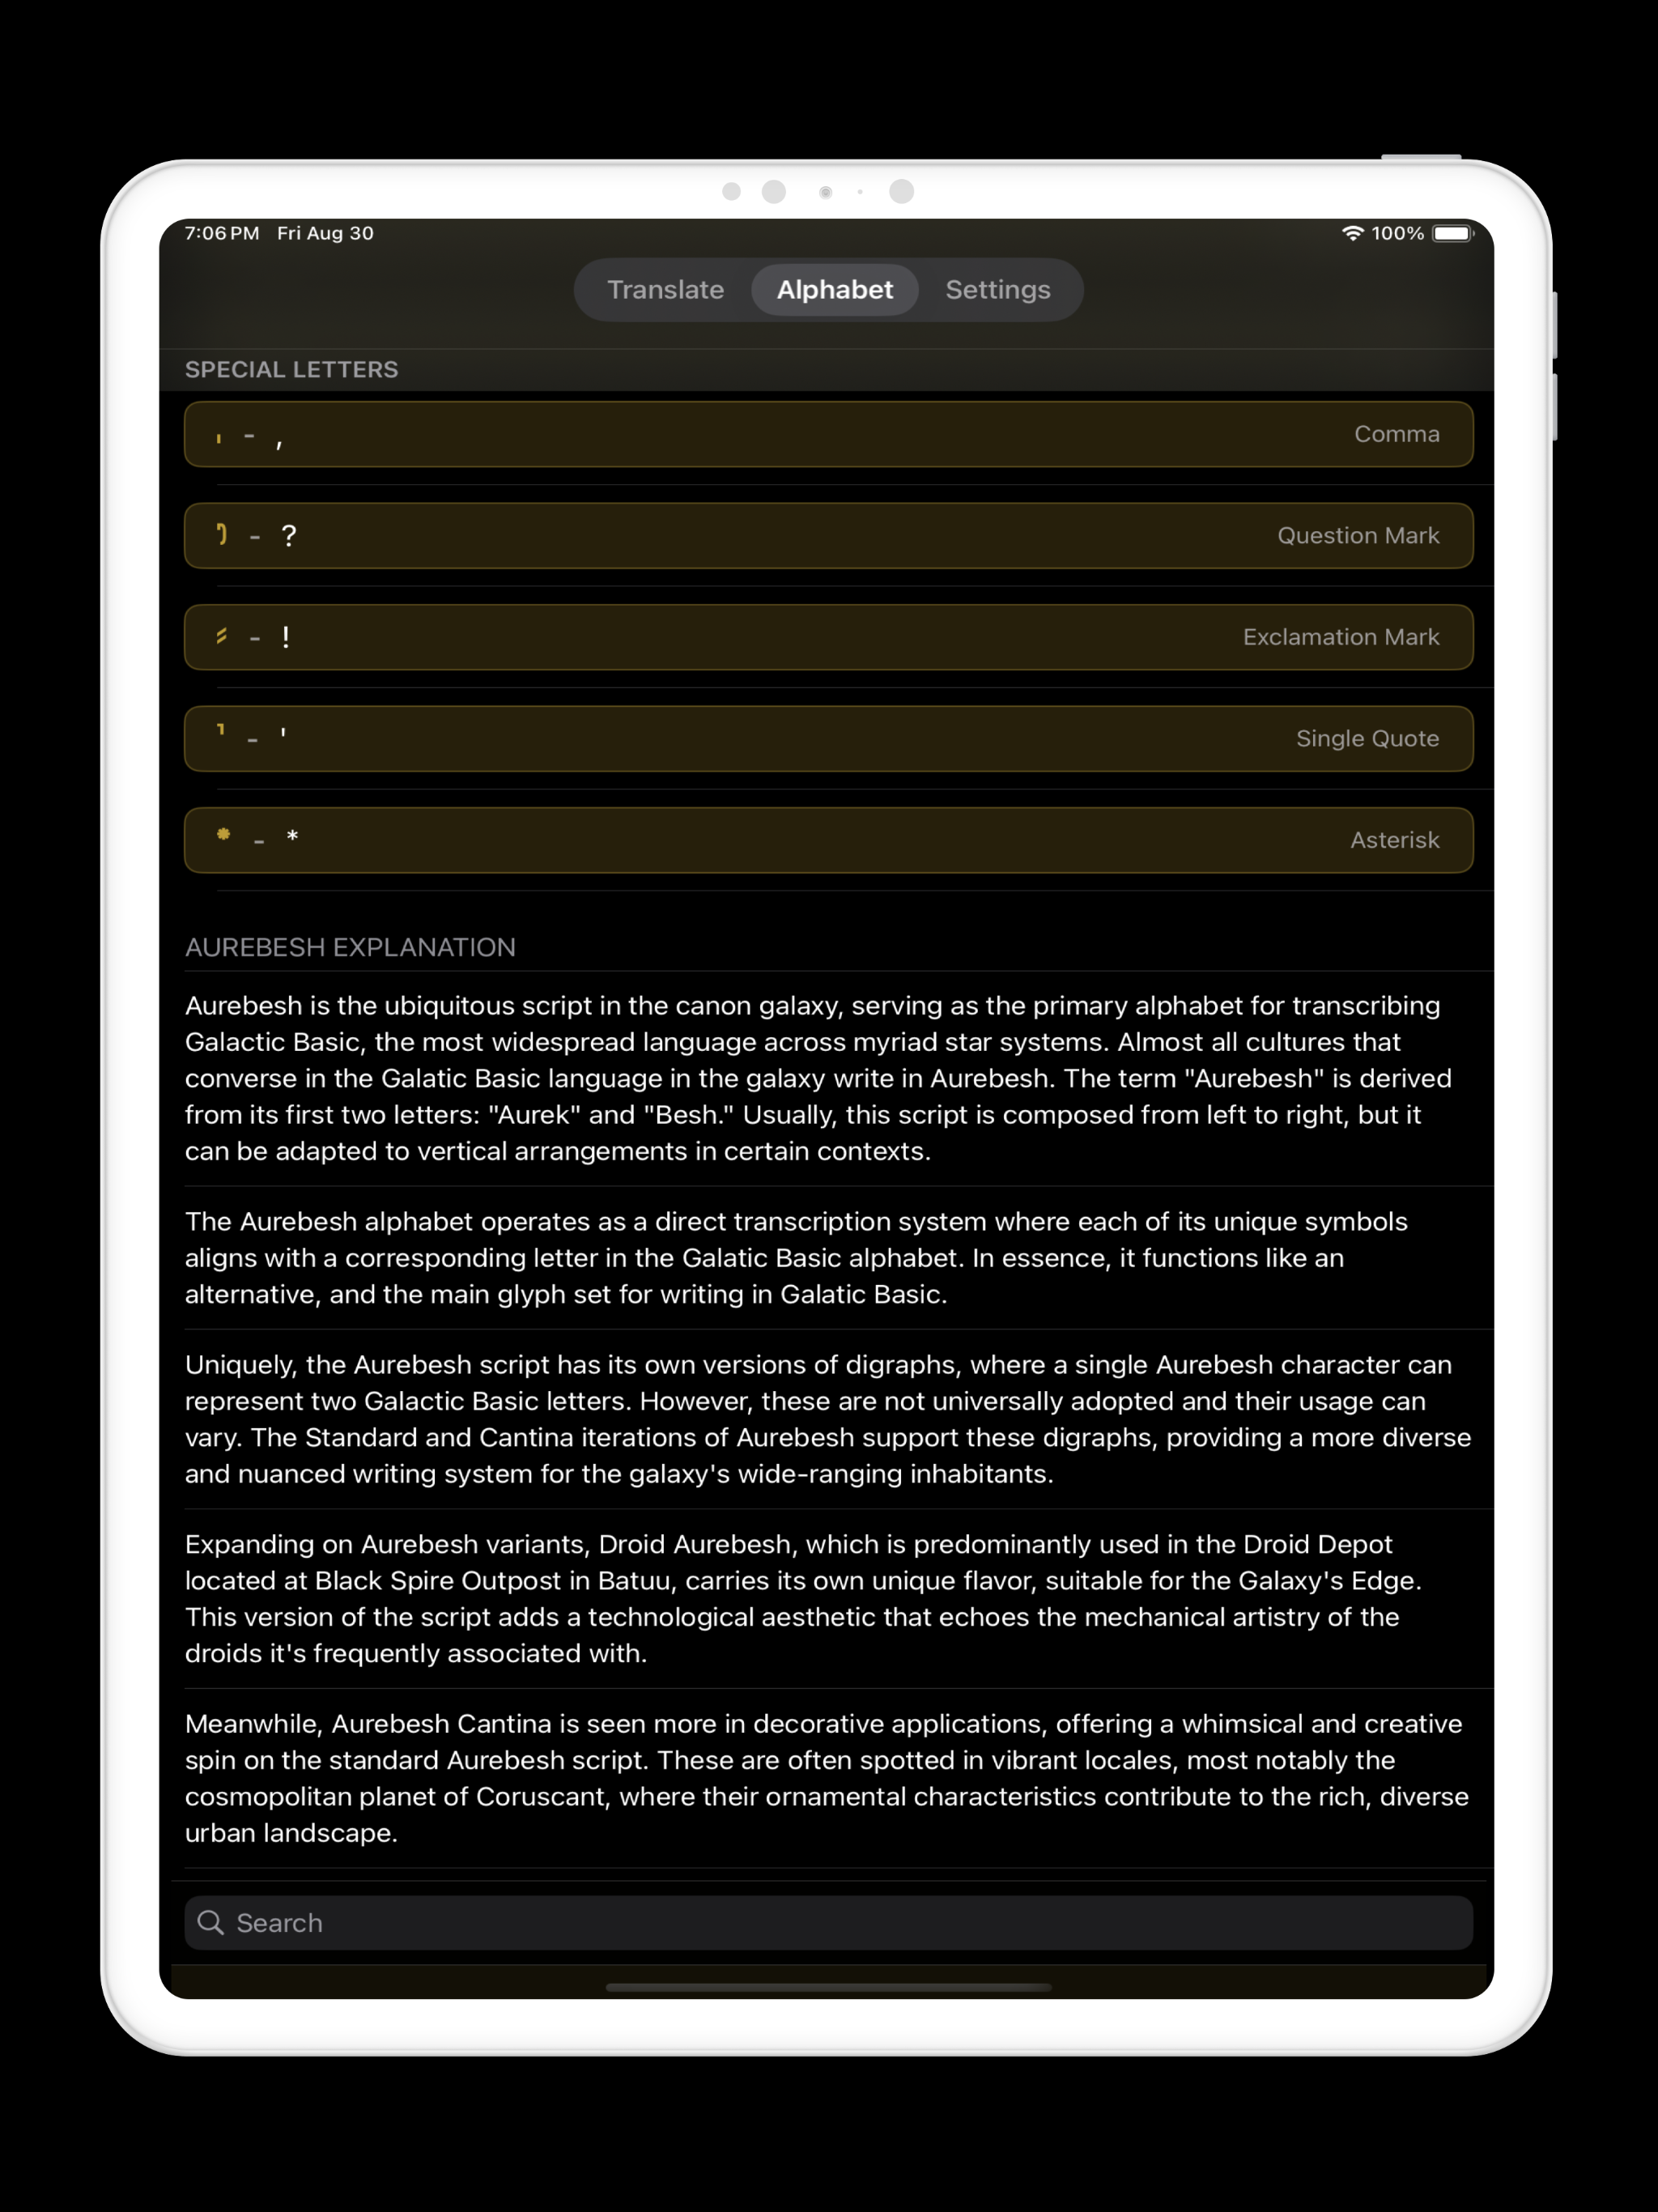 7:06 PM Fri Aug 30 100%
Translate Alphabet Settings
SPECIAL LETTERS
- , Comma
- ? Question Mark
- ! Exclamation Mark
- ' Single Quote
- * Asterisk
AUREBESH EXPLANATION
Aurebesh is the ubiquitous script in the canon galaxy, serving as the primary alphabet for transcribing
Galactic Basic, the most widespread language across myriad star systems. Almost all cultures that
converse in the Galatic Basic language in the galaxy write in Aurebesh. The term "Aurebesh" is derived
from its first two letters: "Aurek" and "Besh." Usually, this script is composed from left to right, but it
can be adapted to vertical arrangements in certain contexts.
The Aurebesh alphabet operates as a direct transcription system where each of its unique symbols
aligns with a corresponding letter in the Galatic Basic alphabet. In essence, it functions like an
alternative, and the main glyph set for writing in Galatic Basic.
Uniquely, the Aurebesh script has its own versions of digraphs, where a single Aurebesh character can
represent two Galactic Basic letters. However, these are not universally adopted and their usage can
vary. The Standard and Cantina iterations of Aurebesh support these digraphs, providing a more diverse
and nuanced writing system for the galaxy's wide-ranging inhabitants.
Expanding on Aurebesh variants, Droid Aurebesh, which is predominantly used in the Droid Depot
located at Black Spire Outpost in Batuu, carries its own unique flavor, suitable for the Galaxy's Edge.
This version of the script adds a technological aesthetic that echoes the mechanical artistry of the
droids it's frequently associated with.
Meanwhile, Aurebesh Cantina is seen more in decorative applications, offering a whimsical and creative
spin on the standard Aurebesh script. These are often spotted in vibrant locales, most notably the
cosmopolitan planet of Coruscant, where their ornamental characteristics contribute to the rich, diverse
urban landscape.
Search